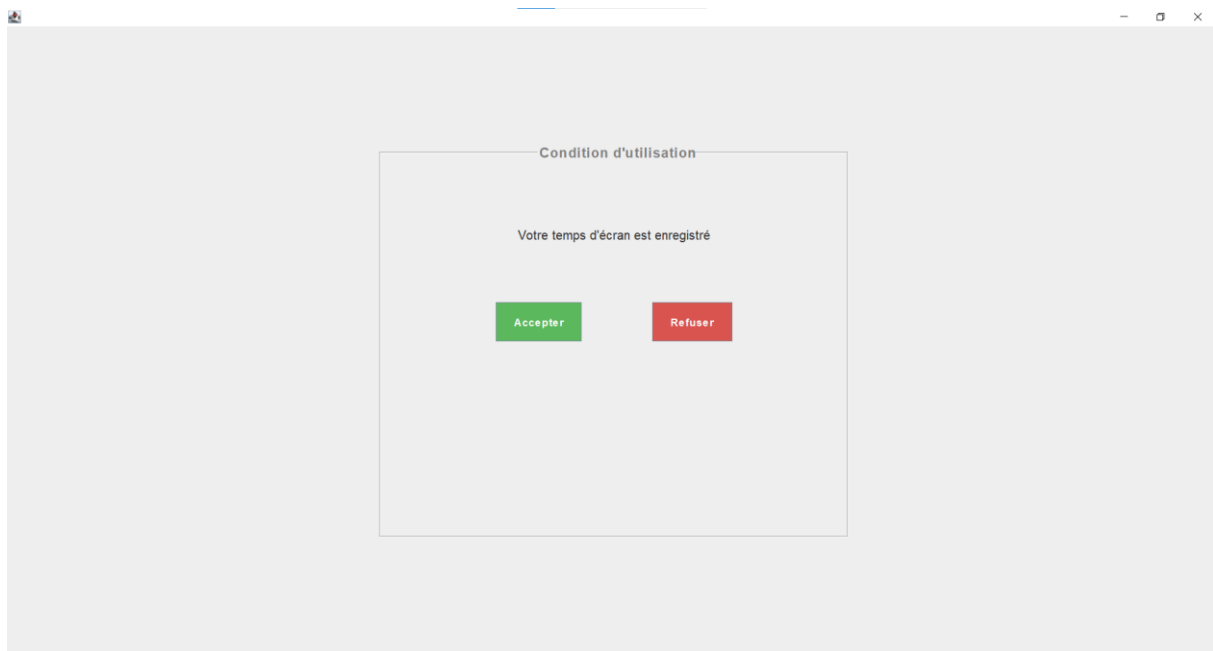 Condition d'utilisation
Votre temps d'écran est enregistré
Accepter
Refuser